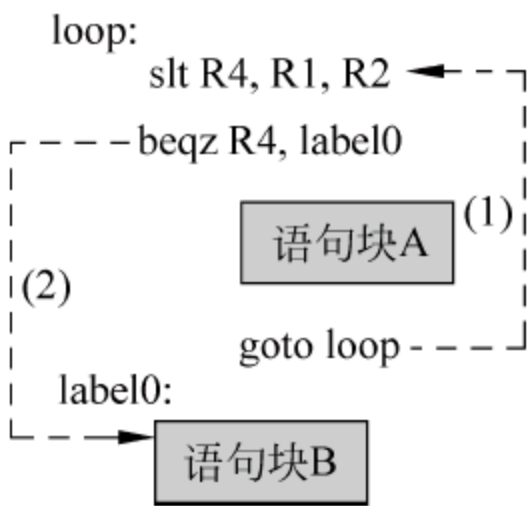 loop:
slt R4, R1, R2
beqz R4, label0
语句块A
(1)
(2)
goto loop
label0:
语句块B